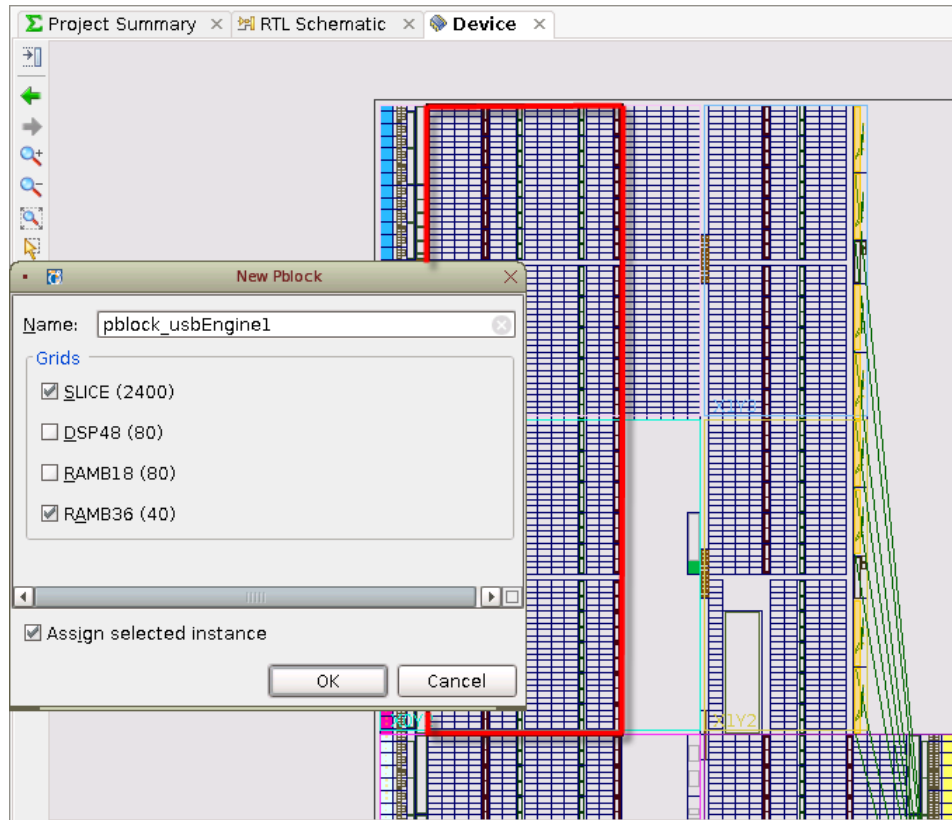 Project Summary × RTL Schematic × Device ×
New Pblock
Name: pblock_usbEngine1
Grids
SLICE (2400)
DSP48 (80)
RAMB18 (80)
RAMB36 (40)
Assign selected instance
OK Cancel
X1Y2